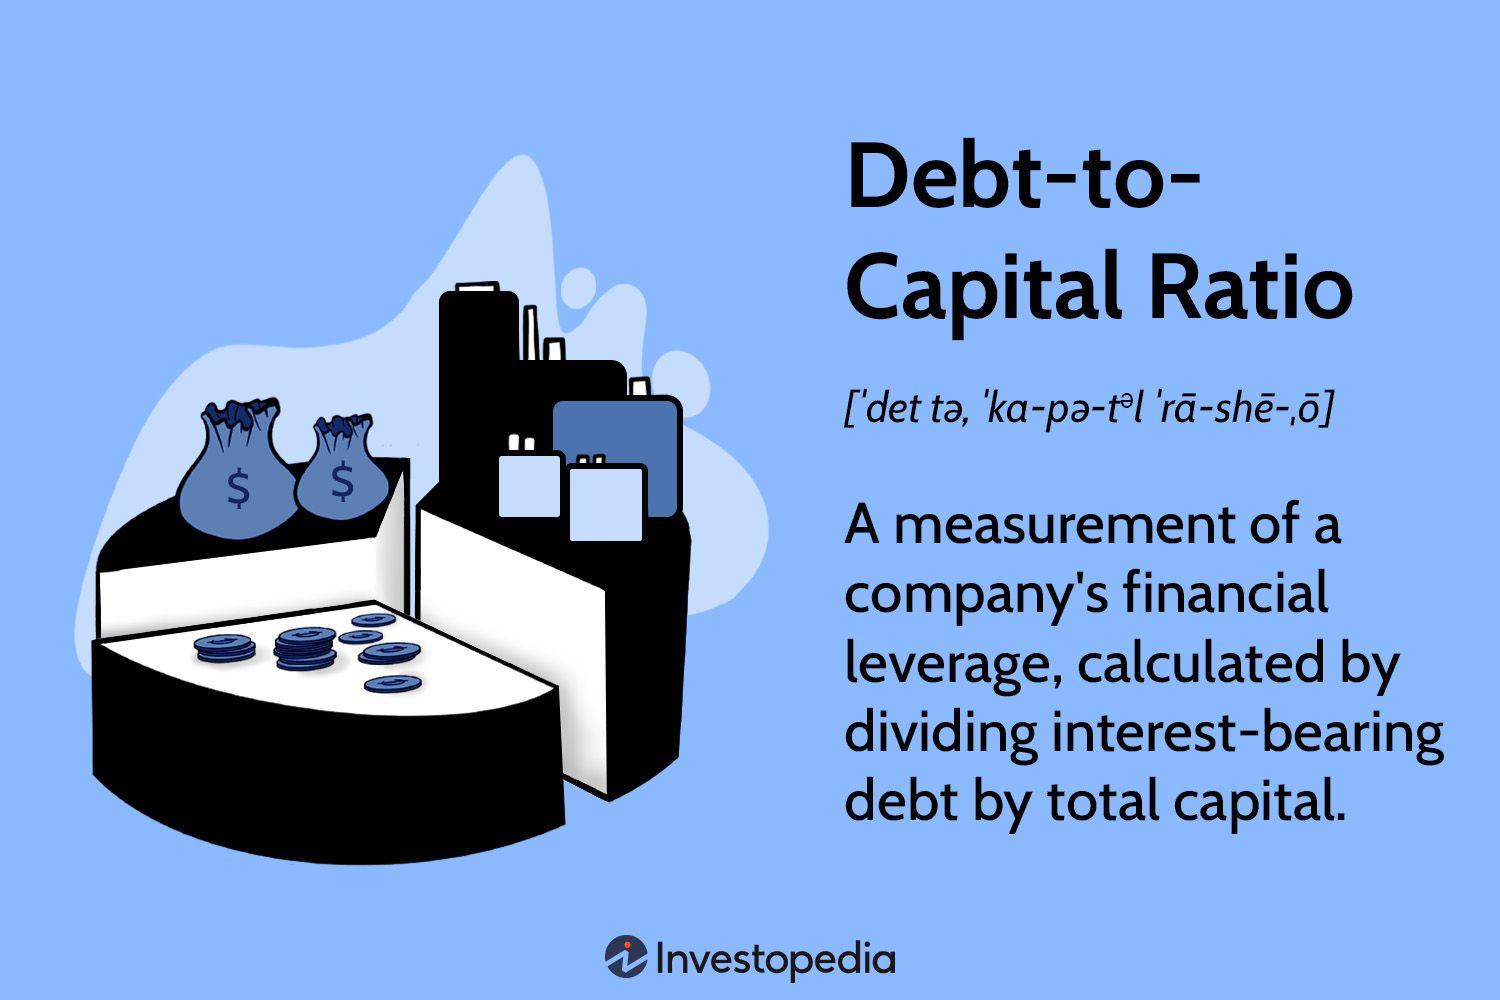 Debt-to-
Capital Ratio
[ˈdet tə, ˈka-pə-tᵊl ˈrā-shē-ˌō]
A measurement of a
company's financial
leverage, calculated by
dividing interest-bearing
debt by total capital.
$
$
Investopedia